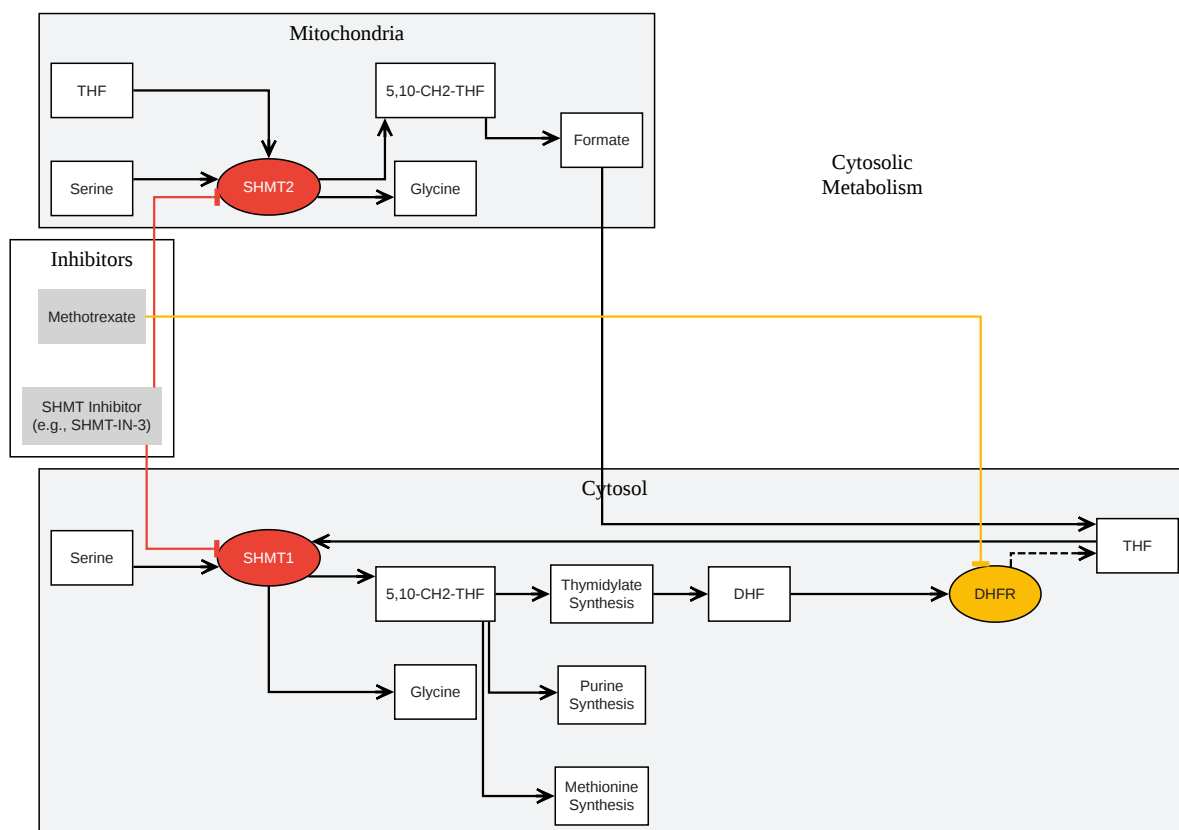 Mitochondria
THF
5,10-CH2-THF
Formate
Serine
SHMT2
Glycine
Cytosolic
Metabolism
Inhibitors
Methotrexate
SHMT Inhibitor
(e.g., SHMT-IN-3)
Cytosol
Serine
SHMT1
THF
5,10-CH2-THF
Thymidylate
Synthesis
DHF
DHFR
Glycine
Purine
Synthesis
Methionine
Synthesis